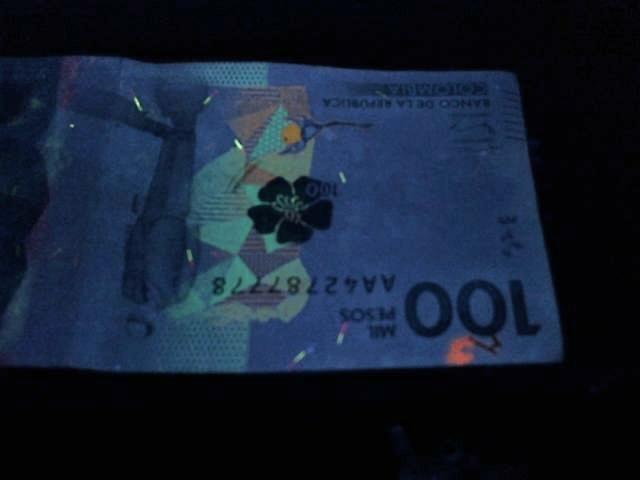 100
MIL
PESOS
AA42787778
100
BANCO DE LA REPÚBLICA
COLOMBIA